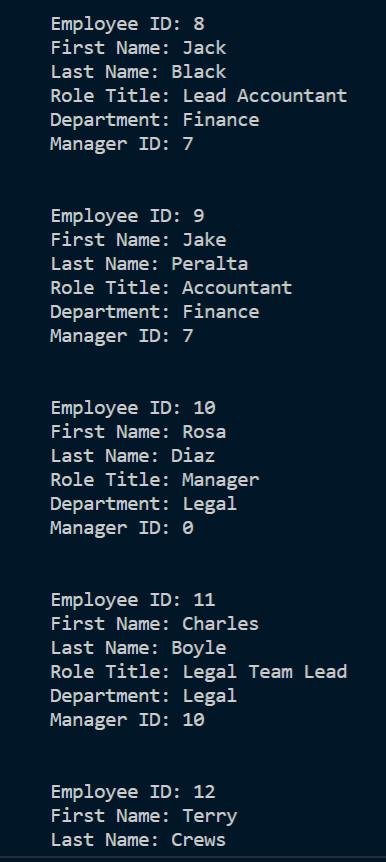 Employee ID: 8
First Name: Jack
Last Name: Black
Role Title: Lead Accountant
Department: Finance
Manager ID: 7
Employee ID: 9
First Name: Jake
Last Name: Peralta
Role Title: Accountant
Department: Finance
Manager ID: 7
Employee ID: 10
First Name: Rosa
Last Name: Diaz
Role Title: Manager
Department: Legal
Manager ID: 0
Employee ID: 11
First Name: Charles
Last Name: Boyle
Role Title: Legal Team Lead
Department: Legal
Manager ID: 10
Employee ID: 12
First Name: Terry
Last Name: Crews